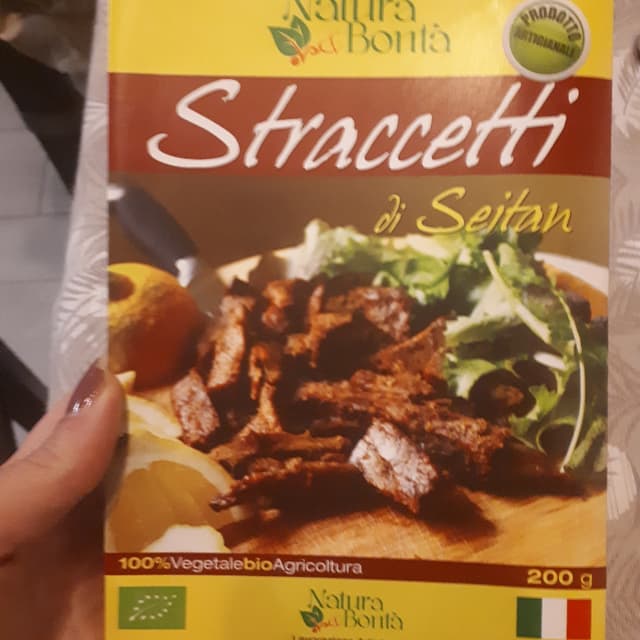 Natura
Bontà
PRODOTTO
ARTIGIANALE
Straccetti
di Seitan
100%VegetalebioAgricoltura
200 g
Natura
Bontà